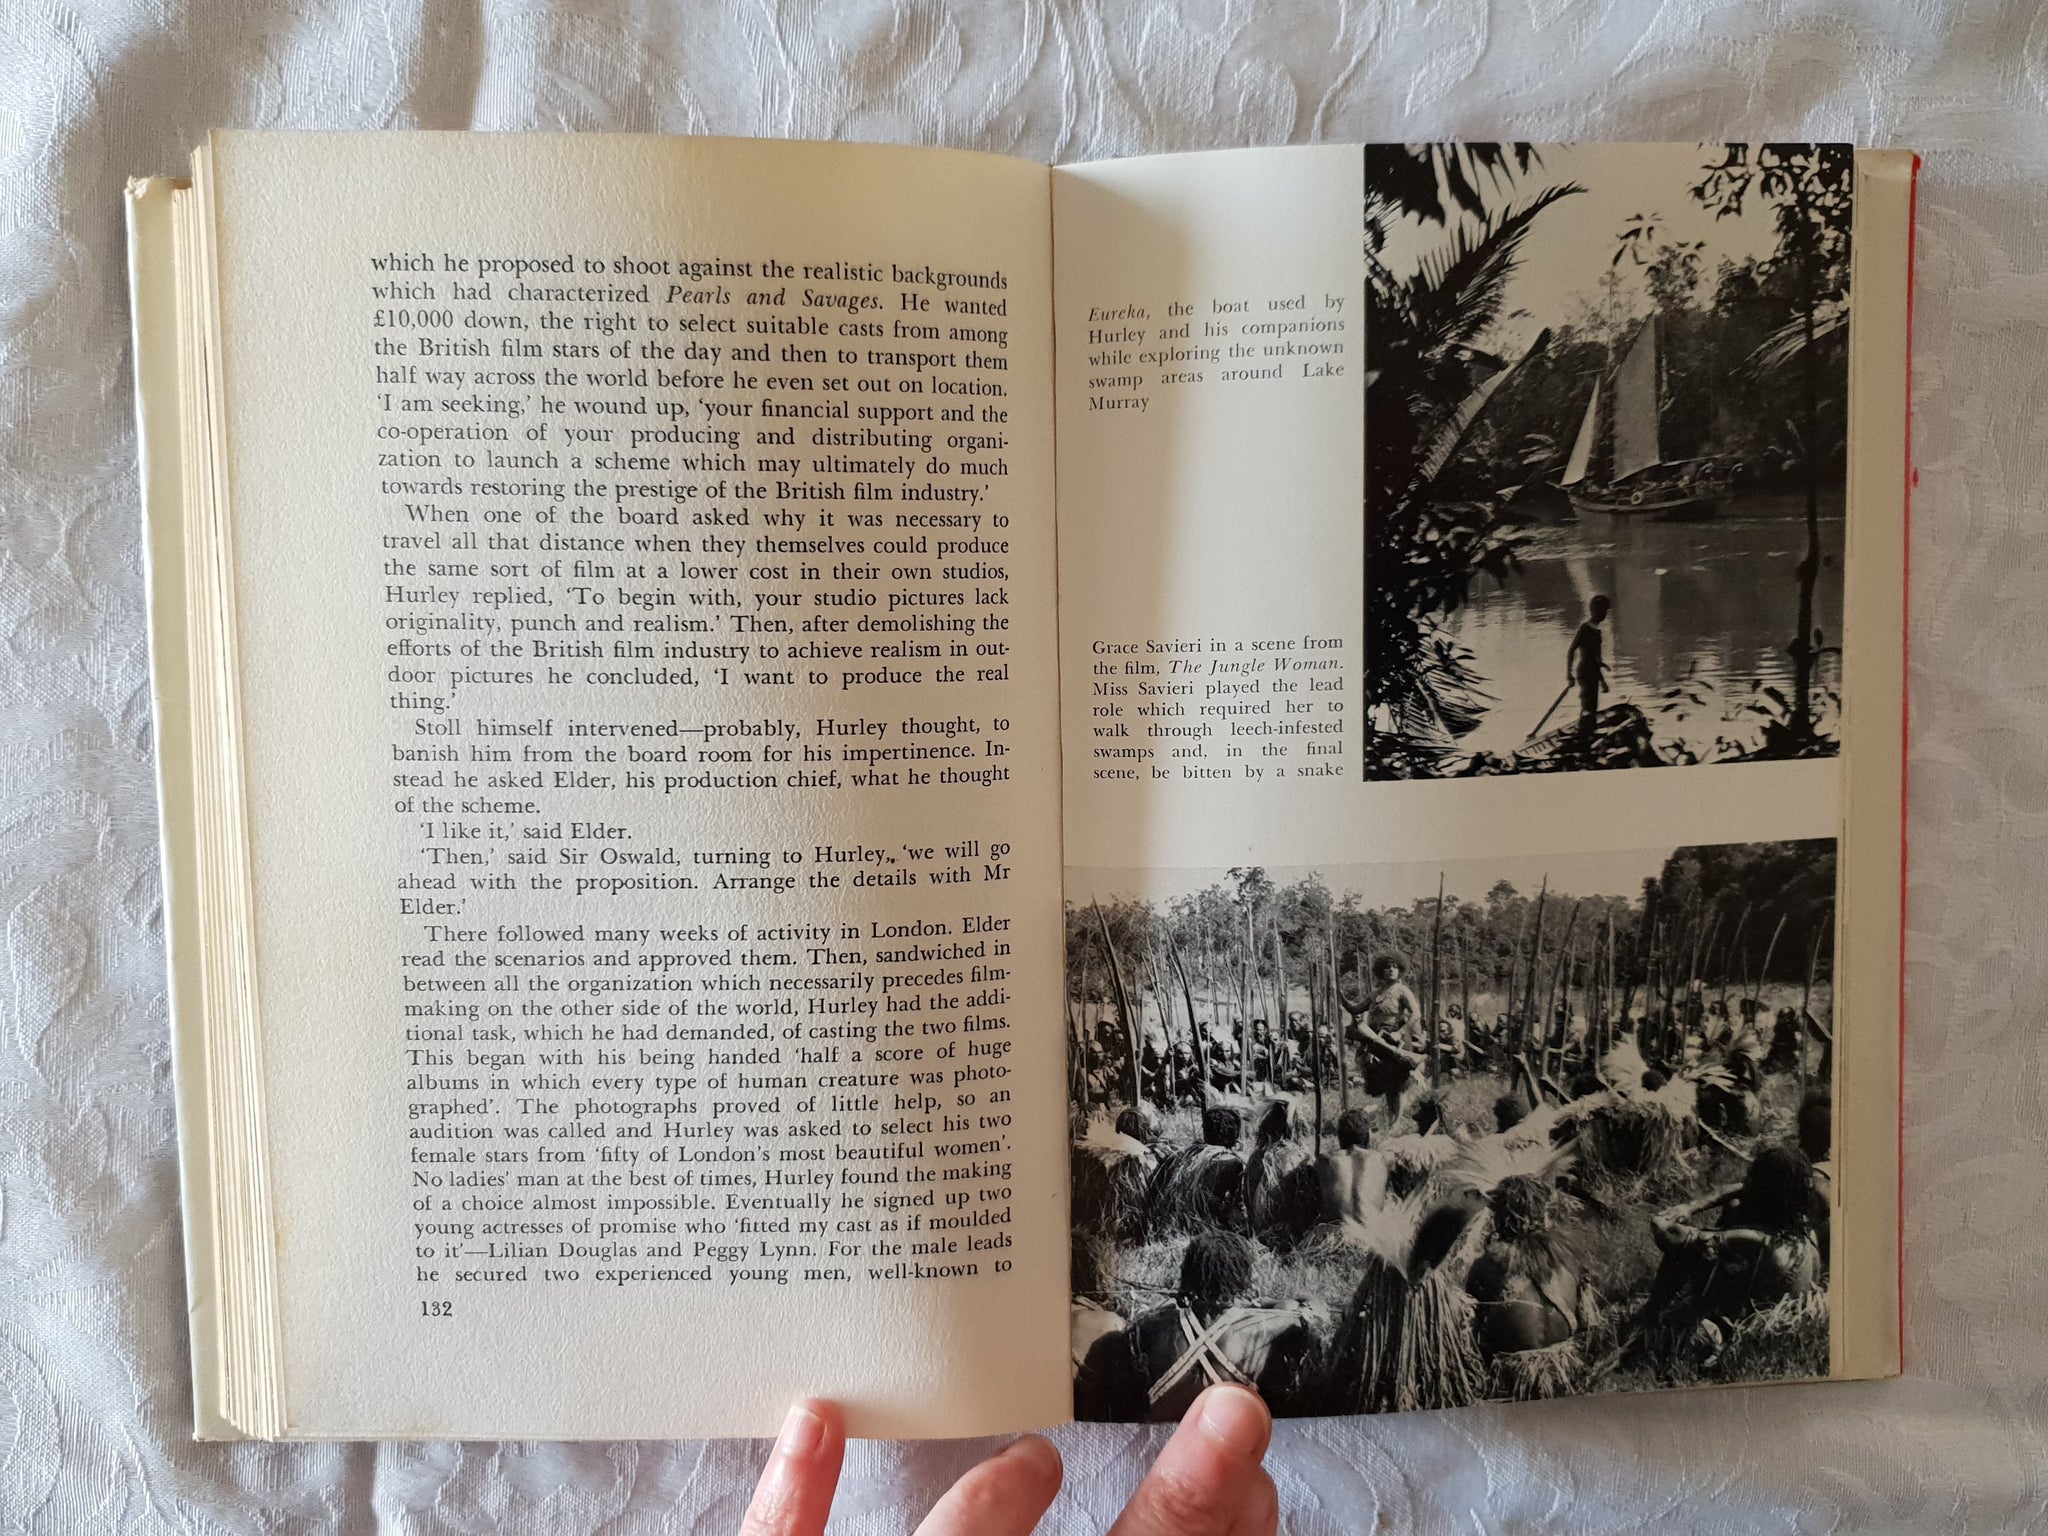 which he proposed to shoot against the realistic backgrounds
which had characterized Pearls and Savages. He wanted
£10,000 down, the right to select suitable casts from among
the British film stars of the day and then to transport them
half way across the world before he even set out on location.
‘I am seeking,’ he wound up, ‘your financial support and the
co-operation of your producing and distributing organi-
zation to launch a scheme which may ultimately do much
towards restoring the prestige of the British film industry.’
When one of the board asked why it was necessary to
travel all that distance when they themselves could produce
the same sort of film at a lower cost in their own studios,
Hurley replied, ‘To begin with, your studio pictures lack
originality, punch and realism.’ Then, after demolishing the
efforts of the British film industry to achieve realism in out-
door pictures he concluded, ‘I want to produce the real
thing.’
Stoll himself intervened—probably, Hurley thought, to
banish him from the board room for his impertinence. In-
stead he asked Elder, his production chief, what he thought
of the scheme.
‘I like it,’ said Elder.
‘Then,’ said Sir Oswald, turning to Hurley, ‘we will go
ahead with the proposition. Arrange the details with Mr
Elder.’
There followed many weeks of activity in London. Elder
read the scenarios and approved them. Then, sandwiched in
between all the organization which necessarily precedes film-
making on the other side of the world, Hurley had the addi-
tional task, which he had demanded, of casting the two films.
This began with his being handed ‘half a score of huge
albums in which every type of human creature was photo-
graphed’. The photographs proved of little help, so an
audition was called and Hurley was asked to select his two
female stars from ‘fifty of London’s most beautiful women’.
No ladies’ man at the best of times, Hurley found the making
of a choice almost impossible. Eventually he signed up two
young actresses of promise who ‘fitted my cast as if moulded
to it’—Lilian Douglas and Peggy Lynn. For the male leads
he secured two experienced young men, well-known to
132
Eureka, the boat used by
Hurley and his companions
while exploring the unknown
swamp areas around Lake
Murray
Grace Savieri in a scene from
the film, The Jungle Woman.
Miss Savieri played the lead
role which required her to
walk through leech-infested
swamps and, in the final
scene, be bitten by a snake